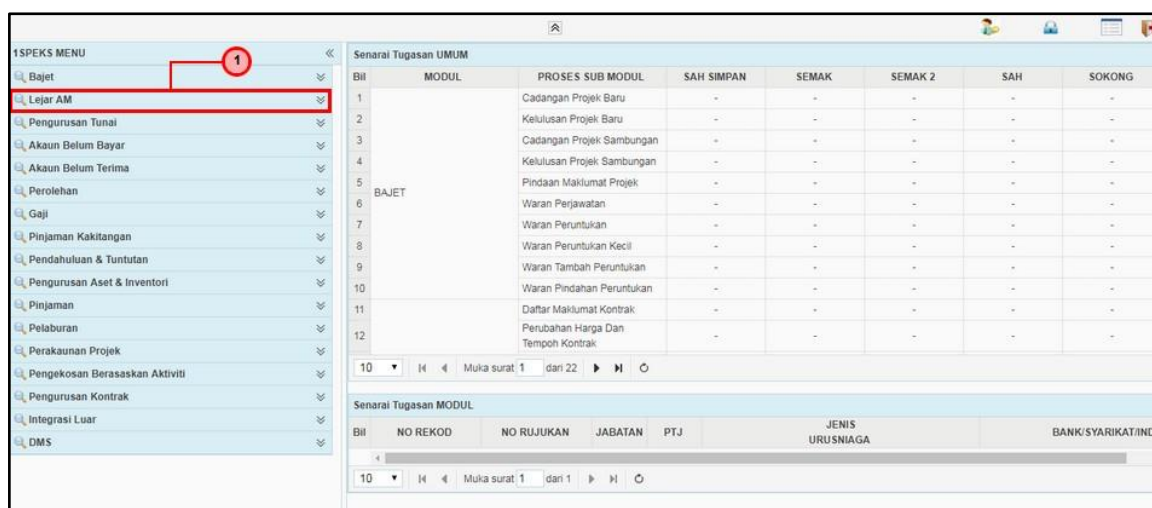 1SPEKS MENU
1
Bajet
Lejar AM
Pengurusan Tunai
Akaun Belum Bayar
Akaun Belum Terima
Perolehan
Gaji
Pinjaman Kakitangan
Pendahuluan & Tuntutan
Pengurusan Aset & Inventori
Pinjaman
Pelaburan
Perakaunan Projek
Pengekosan Berasaskan Aktiviti
Pengurusan Kontrak
Integrasi Luar
DMS
Senarai Tugasan UMUM
Bil MODUL PROSES SUB MODUL SAH SIMPAN SEMAK SEMAK 2 SAH SOKONG
1 Cadangan Projek Baru - - - - -
2 Kelulusan Projek Baru - - - - -
3 Cadangan Projek Sambungan - - - - -
4 Kelulusan Projek Sambungan - - - - -
5 Pindaan Maklumat Projek - - - - -
BAJET
6 Waran Perjawatan - - - - -
7 Waran Peruntukan - - - - -
8 Waran Peruntukan Kecil - - - - -
9 Waran Tambah Peruntukan - - - - -
10 Waran Pindahan Peruntukan - - - - -
11 Daftar Maklumat Kontrak - - - - -
12 Perubahan Harga Dan - - - - -
Tempoh Kontrak
10 Muka surat 1 dari 22
Senarai Tugasan MODUL
Bil NO REKOD NO RUJUKAN JABATAN PTJ JENIS
URUSNIAGA BANK/SYARIKAT/IND
10 Muka surat 1 dari 1